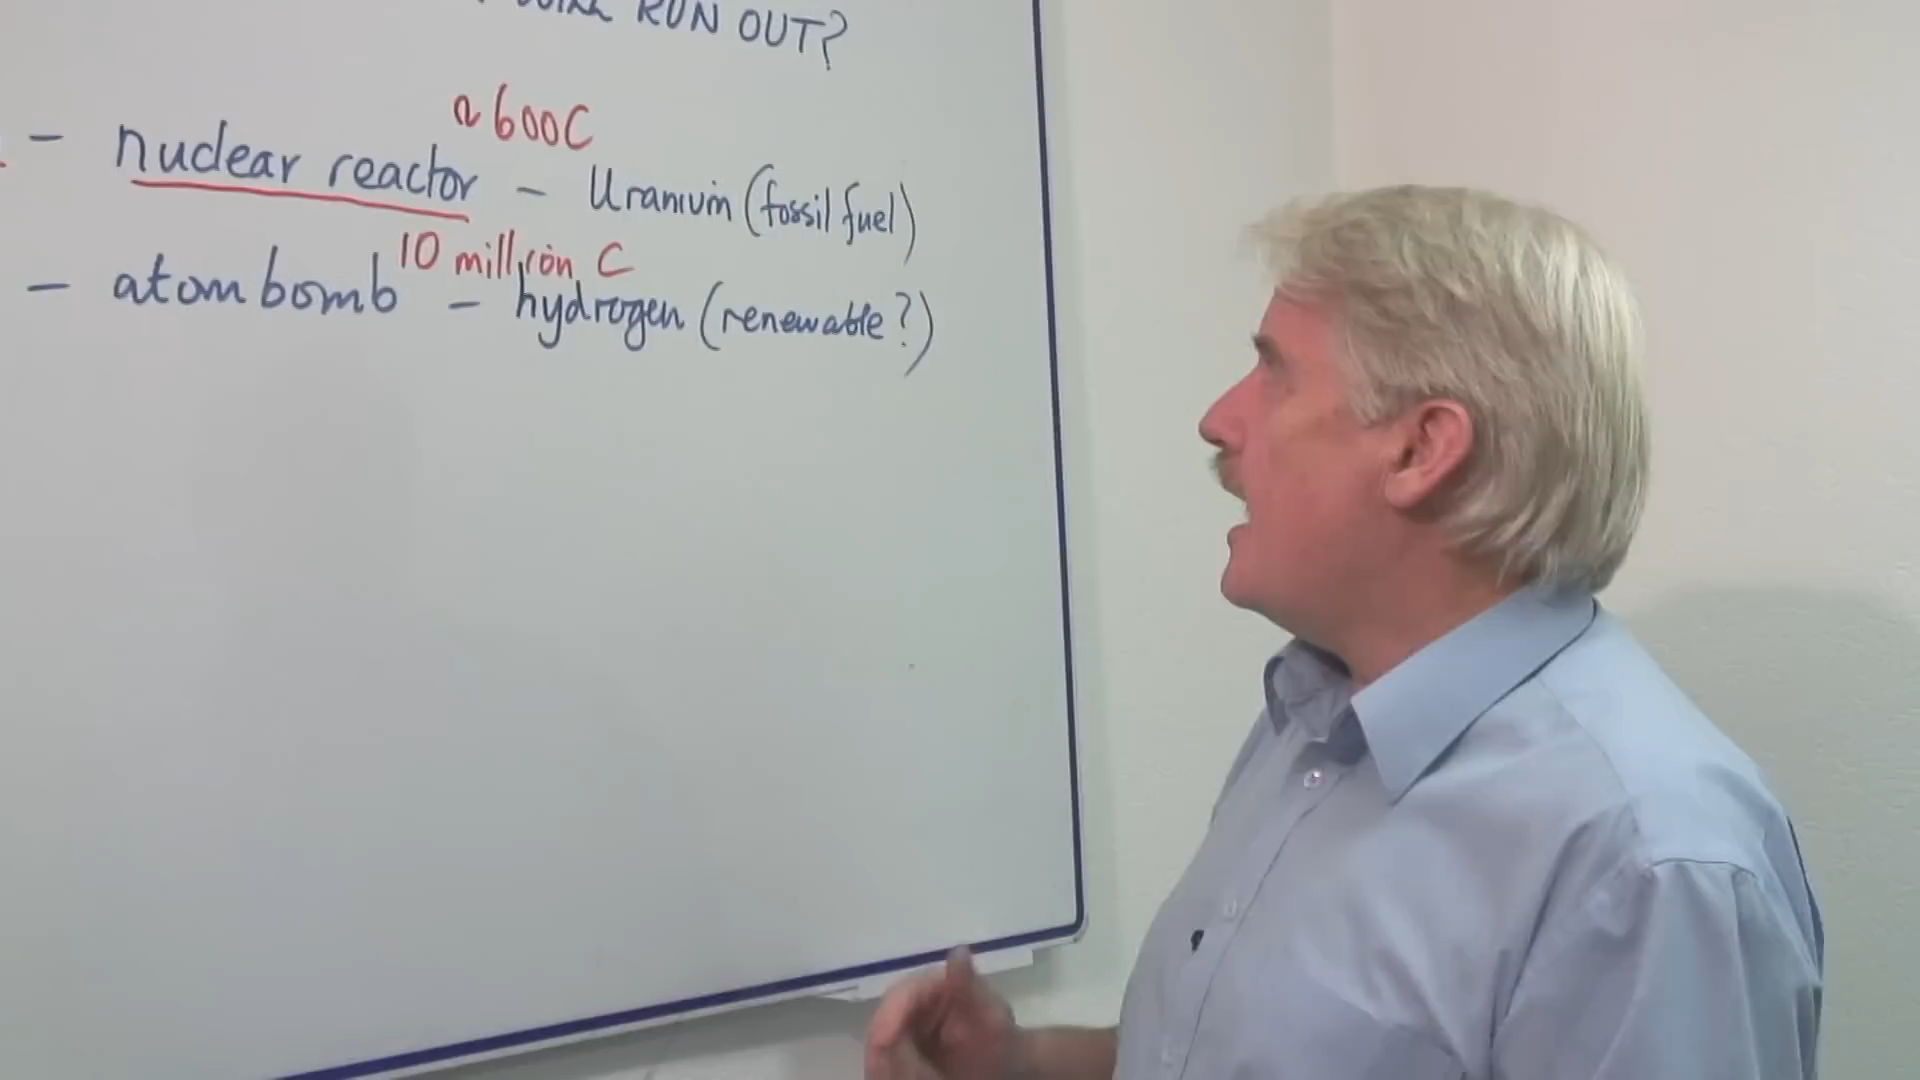 RUN OUT?
~ 600C
- nuclear reactor - Uranium (fossil fuel)
10 million C
- atom bomb - hydrogen (renewable?)